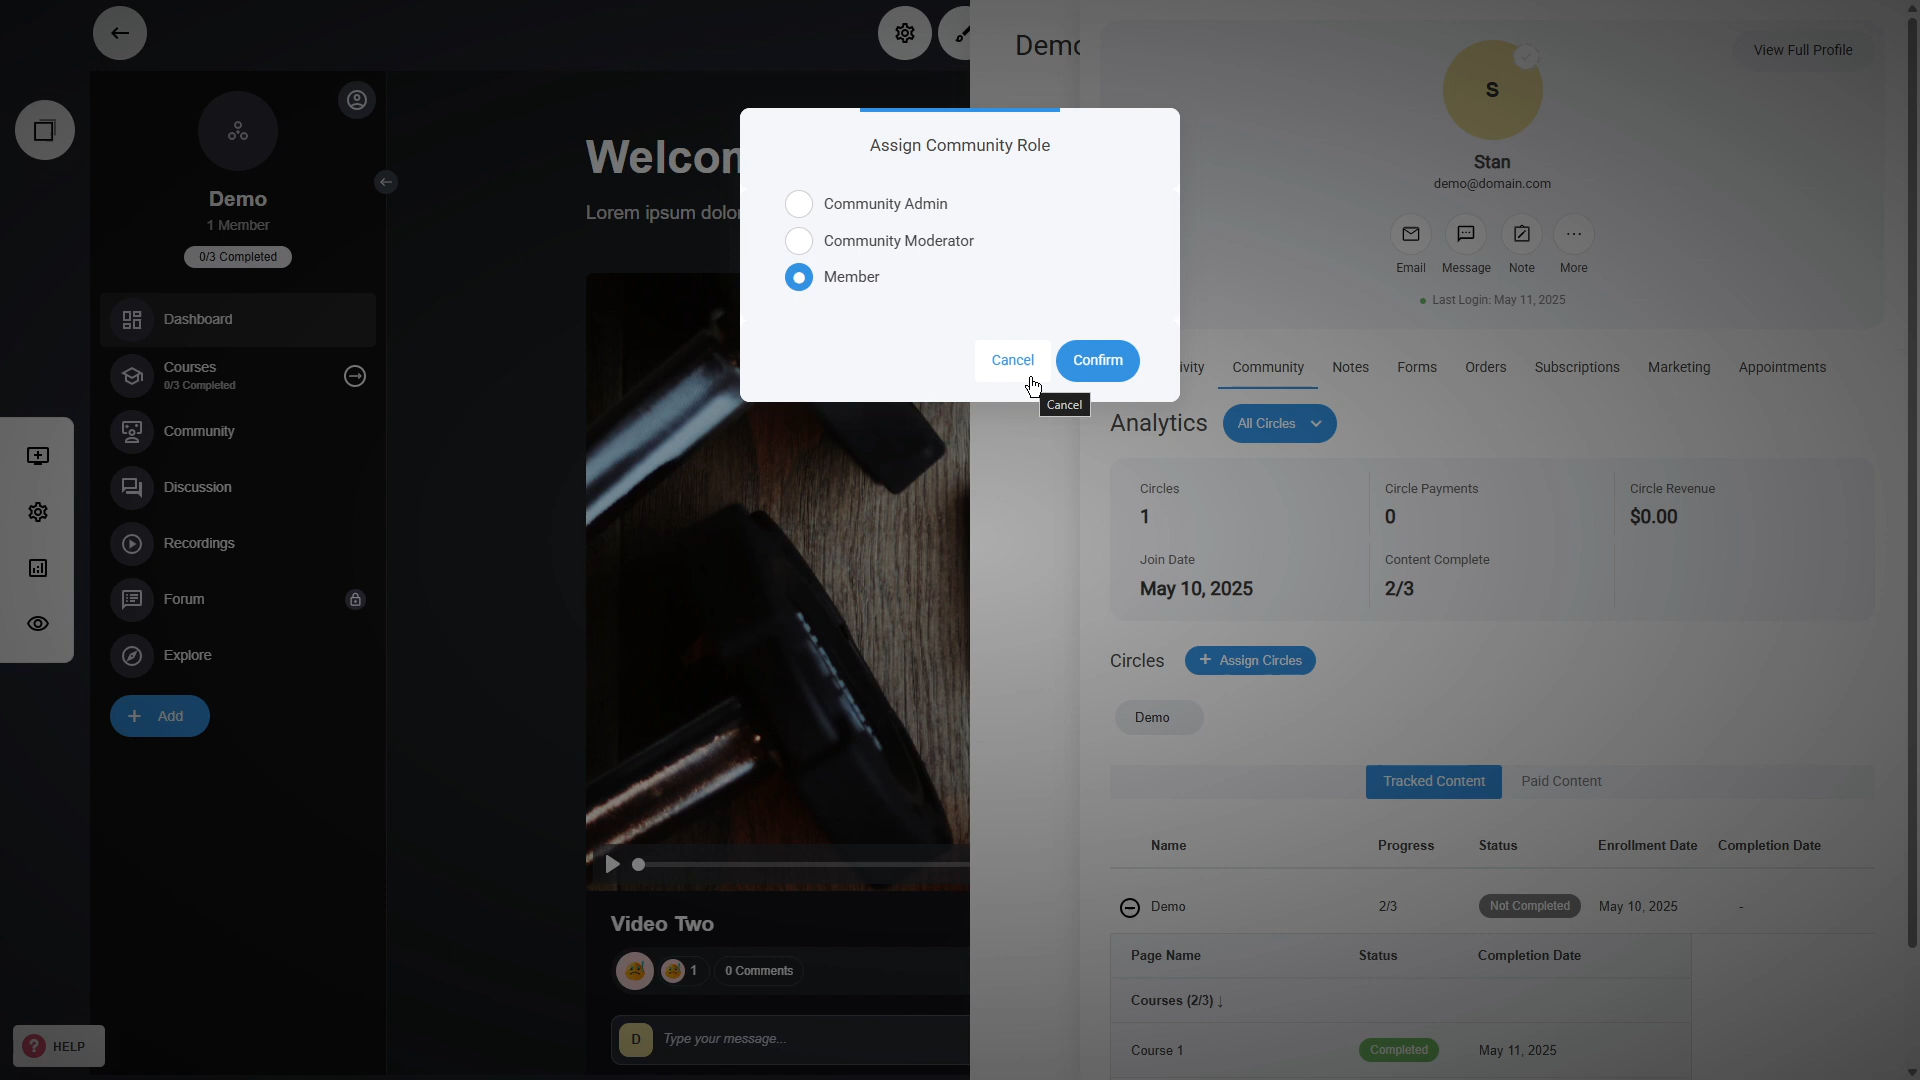 Demo
1 Member
0/3 Completed
Dashboard
Courses
0/3 Completed
Community
Discussion
Recordings
Forum
Explore
+ Add
? HELP
Welcom
Lorem ipsum dolo
Video Two
1
0 Comments
D
Type your message...
Assign Community Role
Community Admin
Community Moderator
Member
Cancel
Confirm
Cancel
Demo
View Full Profile
S
Stan
demo@domain.com
Email
Message
Note
More
Last Login: May 11, 2025
ivity
Community
Notes
Forms
Orders
Subscriptions
Marketing
Appointments
Analytics
All Circles
Circles
1
Circle Payments
0
Circle Revenue
$0.00
Join Date
May 10, 2025
Content Complete
2/3
Circles
+ Assign Circles
Demo
Tracked Content
Paid Content
Name Progress Status Enrollment Date Completion Date
Demo 2/3 Not Completed May 10, 2025 -
Page Name Status Completion Date
Courses (2/3) ↓
Course 1 Completed May 11, 2025